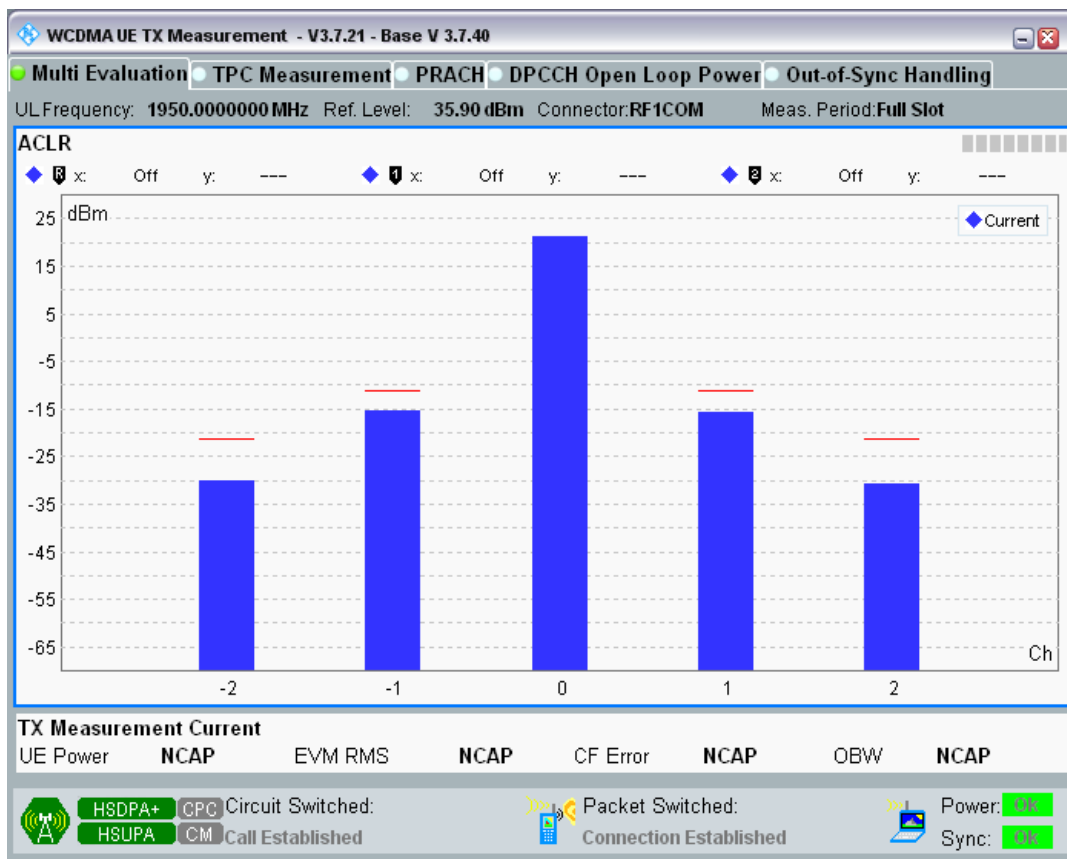 WCDMA UE TX Measurement - V3.7.21 - Base V 3.7.40
Multi Evaluation TPC Measurement PRACH DPCCH Open Loop Power Out-of-Sync Handling
UL Frequency: 1950.0000000 MHz Ref. Level: 35.90 dBm Connector:RF1COM Meas. Period:Full Slot
ACLR
R x: Off y: --- 1 x: Off y: --- 2 x: Off y: ---
dBm
Current
25
15
5
-5
-15
-25
-35
-45
-55
-65
Ch
-2 -1 0 1 2
TX Measurement Current
UE Power NCAP EVM RMS NCAP CF Error NCAP OBW NCAP
HSDPA+ CPC Circuit Switched: Packet Switched: Power: OK
HSUPA CM Call Established Connection Established Sync: OK